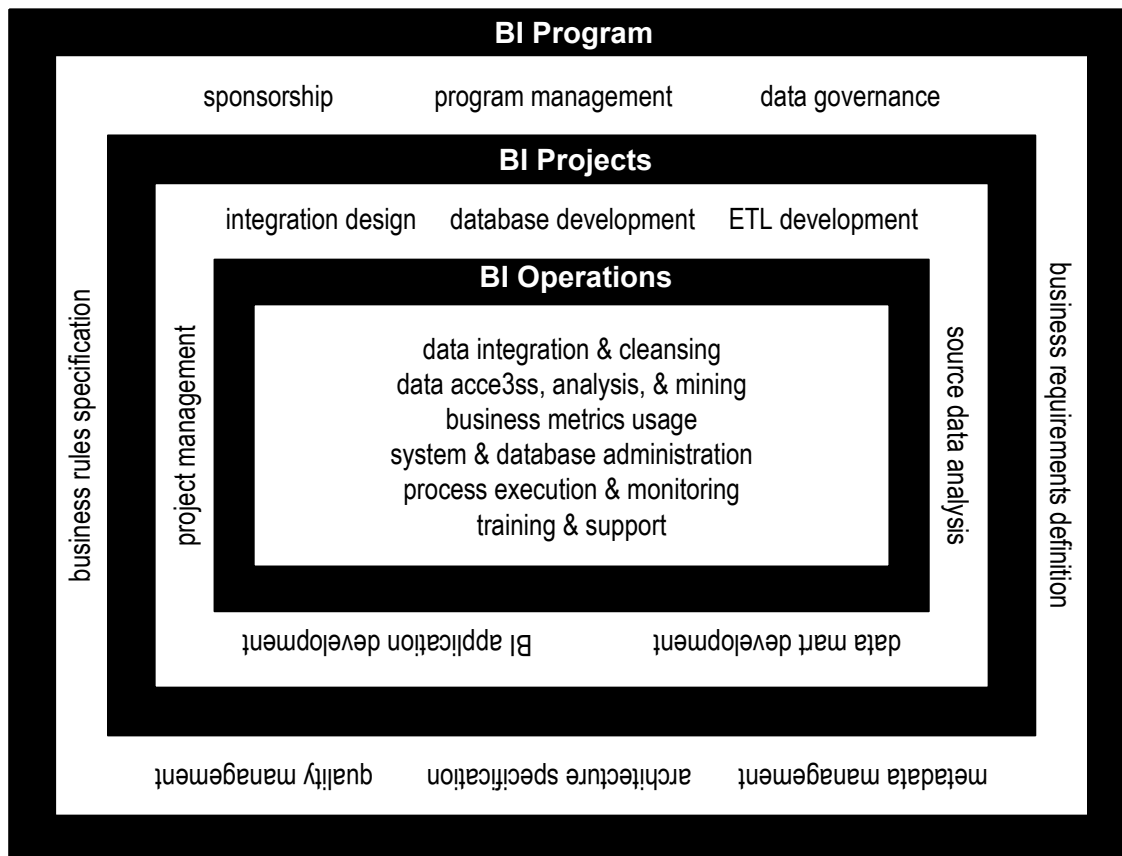 BI Program
sponsorship program management data governance
business rules specification
business requirements definition
BI Projects
integration design database development ETL development
project management
source data analysis
BI Operations
data integration & cleansing
data acce3ss, analysis, & mining
business metrics usage
system & database administration
process execution & monitoring
training & support
BI application development data mart development
quality management architecture specification metadata management